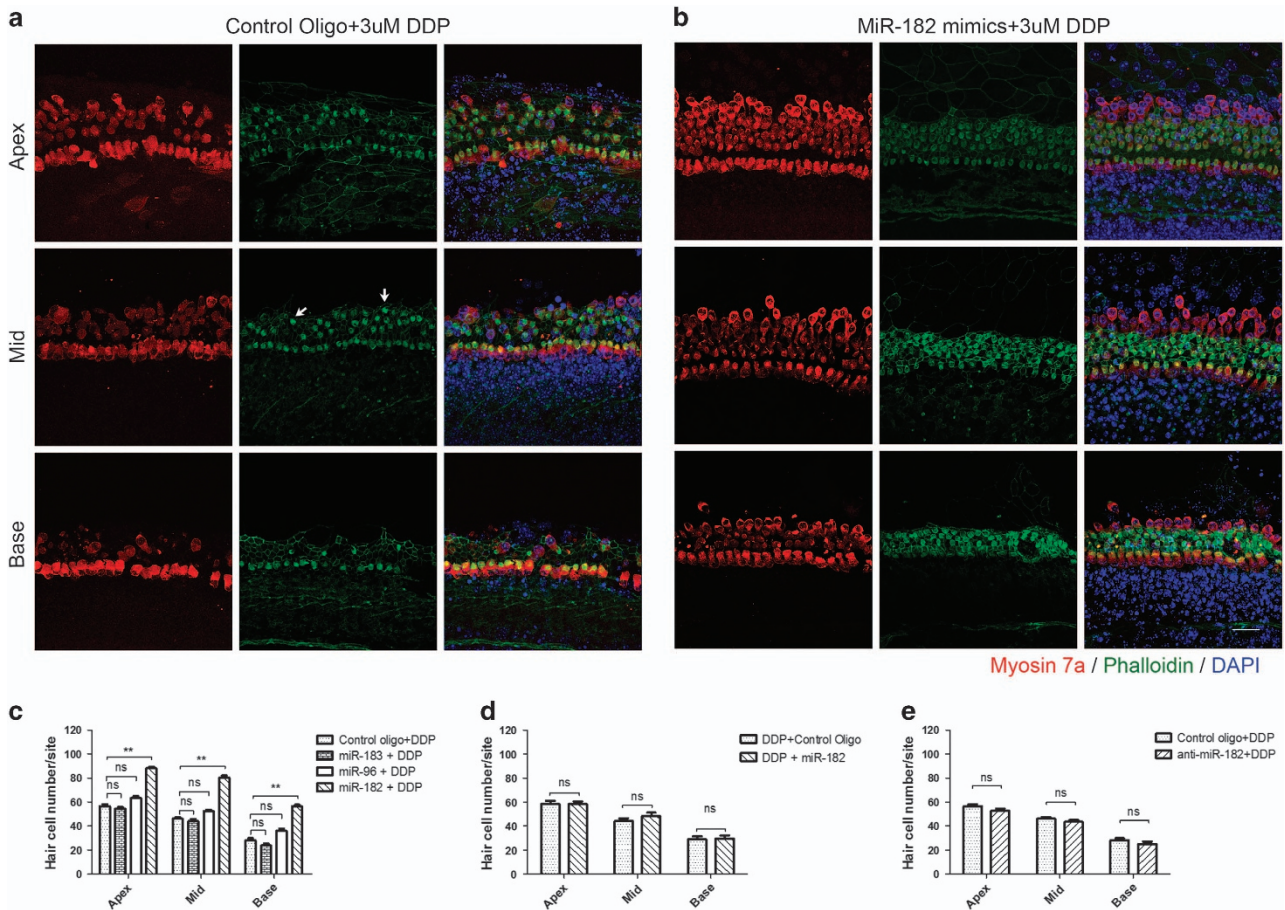 a
Control Oligo+3uM DDP
b
MiR-182 mimics+3uM DDP
Apex
Mid
Base
Myosin 7a / Phalloidin / DAPI
c
Hair cell number/site
120
100
80
60
40
20
0
**
ns
ns
**
ns
ns
**
ns
ns
Apex
Mid
Base
Control oligo+DDP
miR-183 + DDP
miR-96 + DDP
miR-182 + DDP
d
Hair cell number/site
120
100
80
60
40
20
0
ns
ns
ns
Apex
Mid
Base
DDP+Control Oligo
DDP + miR-182
e
Hair cell number/site
120
100
80
60
40
20
0
ns
ns
ns
Apex
Mid
Base
Control oligo+DDP
anti-miR-182+DDP